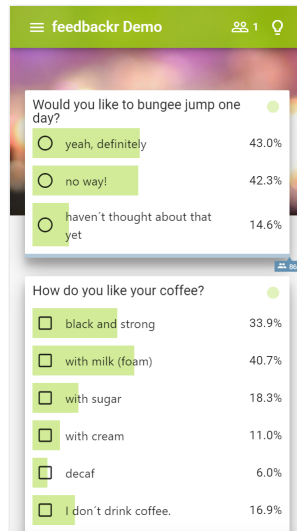 feedbackr Demo
1
Would you like to bungee jump one
day?
yeah, definitely
43.0%
no way!
42.3%
haven´t thought about that
yet
14.6%
How do you like your coffee?
black and strong
33.9%
with milk (foam)
40.7%
with sugar
18.3%
with cream
11.0%
decaf
6.0%
I don´t drink coffee.
16.9%